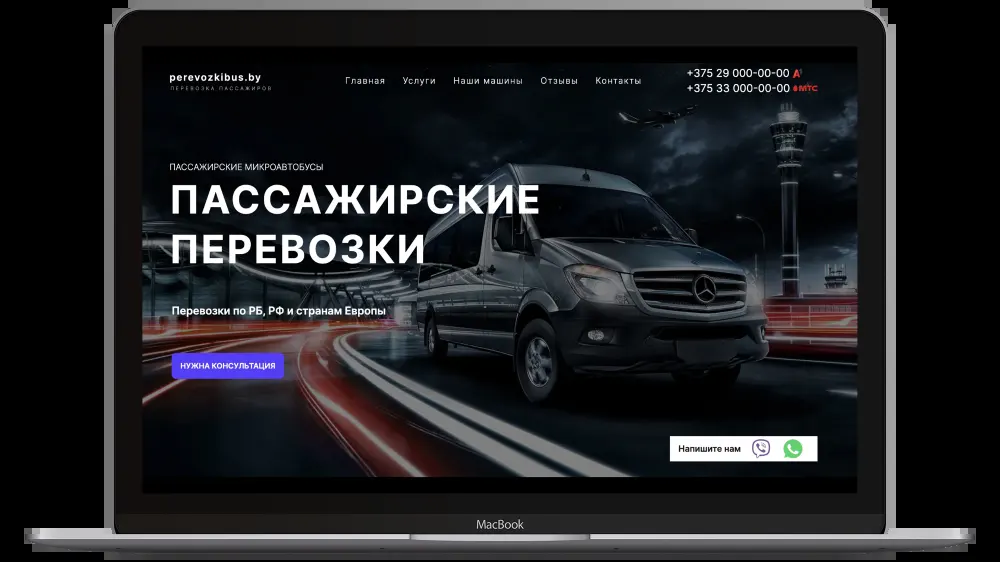 perevozkibus.by
ПЕРЕВОЗКА ПАССАЖИРОВ
Главная Услуги Наши машины Отзывы Контакты
+375 29 000-00-00 A1
+375 33 000-00-00 МТС
ПАССАЖИРСКИЕ МИКРОАВТОБУСЫ
ПАССАЖИРСКИЕ
ПЕРЕВОЗКИ
Перевозки по РБ, РФ и странам Европы
НУЖНА КОНСУЛЬТАЦИЯ
Напишите нам
MacBook